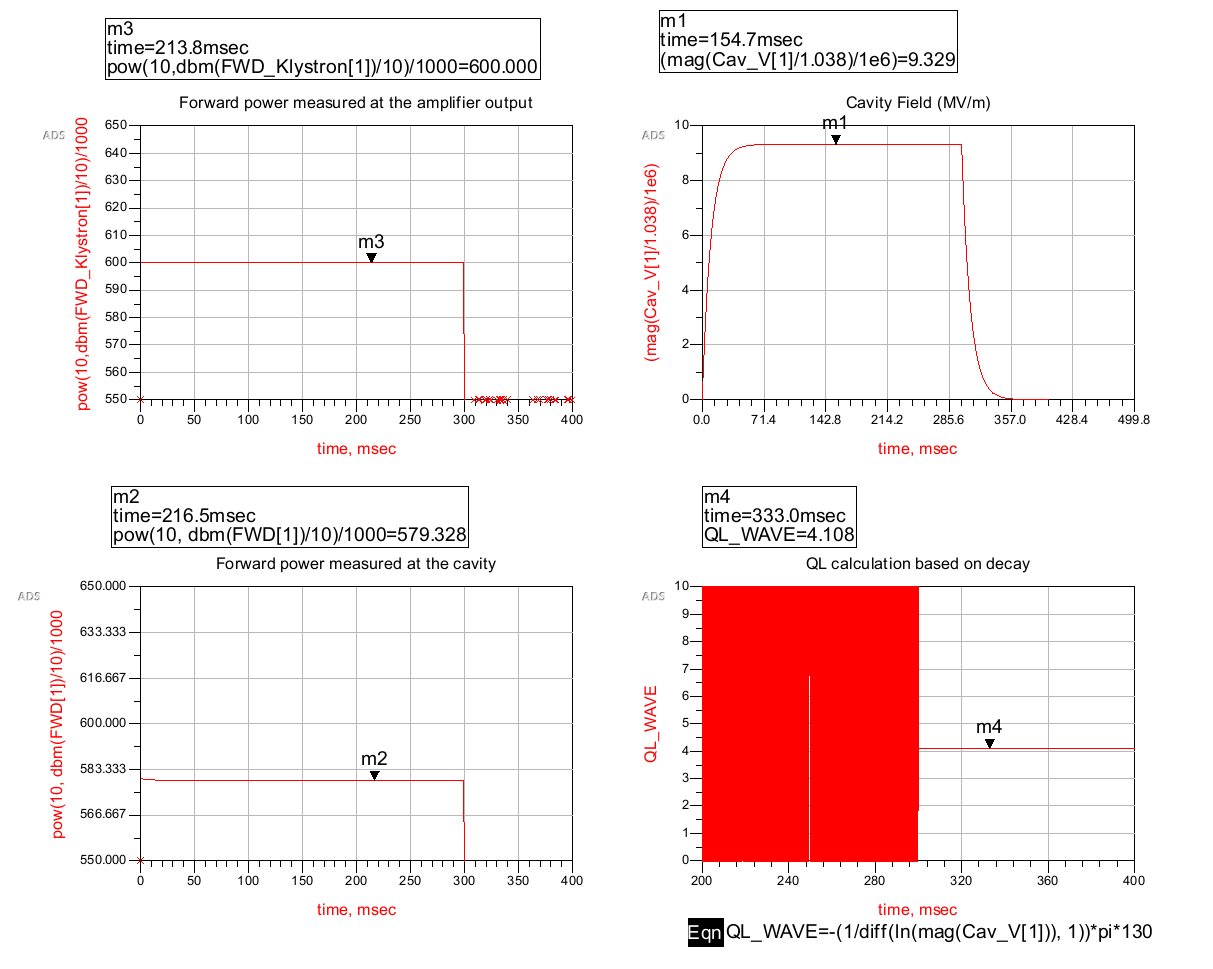 m3
time=213.8msec
pow(10,dbm(FWD_Klystron[1])/10)/1000=600.000
Forward power measured at the amplifier output
ADS
pow(10,dbm(FWD_Klystron[1])/10)/1000
650
640
630
620
610
600
590
580
570
560
550
m3
0 50 100 150 200 250 300 350 400
time, msec
m1
time=154.7msec
(mag(Cav_V[1]/1.038)/1e6)=9.329
Cavity Field (MV/m)
ADS
(mag(Cav_V[1]/1.038)/1e6)
10
8
6
4
2
0
m1
0.0 71.4 142.8 214.2 285.6 357.0 428.4 499.8
time, msec
m2
time=216.5msec
pow(10, dbm(FWD[1])/10)/1000=579.328
Forward power measured at the cavity
ADS
pow(10, dbm(FWD[1])/10)/1000
650.000
633.333
616.667
600.000
583.333
566.667
550.000
m2
0 50 100 150 200 250 300 350 400
time, msec
m4
time=333.0msec
QL_WAVE=4.108
QL calculation based on decay
ADS
QL_WAVE
10
9
8
7
6
5
4
3
2
1
0
m4
200 240 280 320 360 400
time, msec
Eqn QL_WAVE=-(1/diff(ln(mag(Cav_V[1])), 1))*pi*130